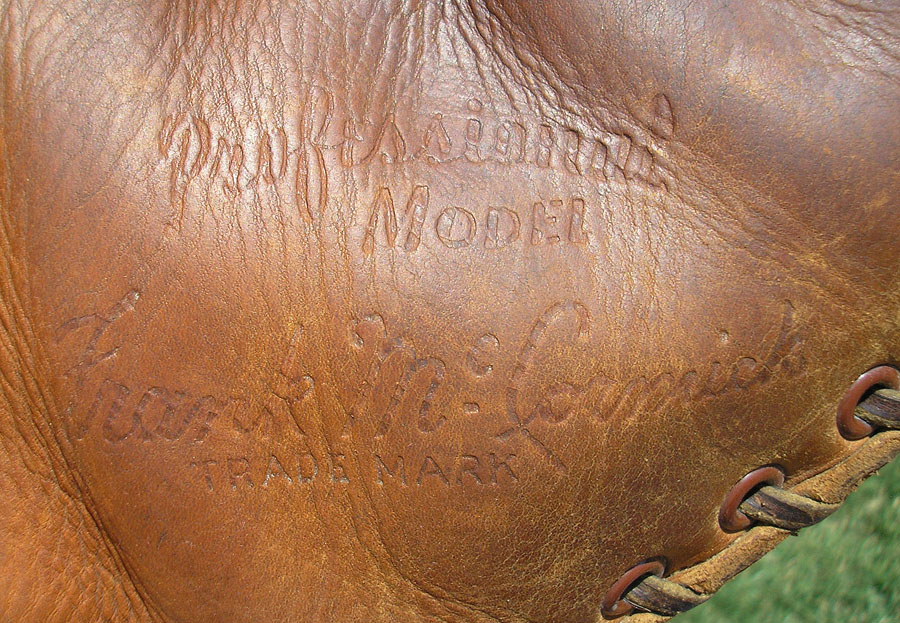 Professional
MODEL
Frank McCormick
TRADE MARK